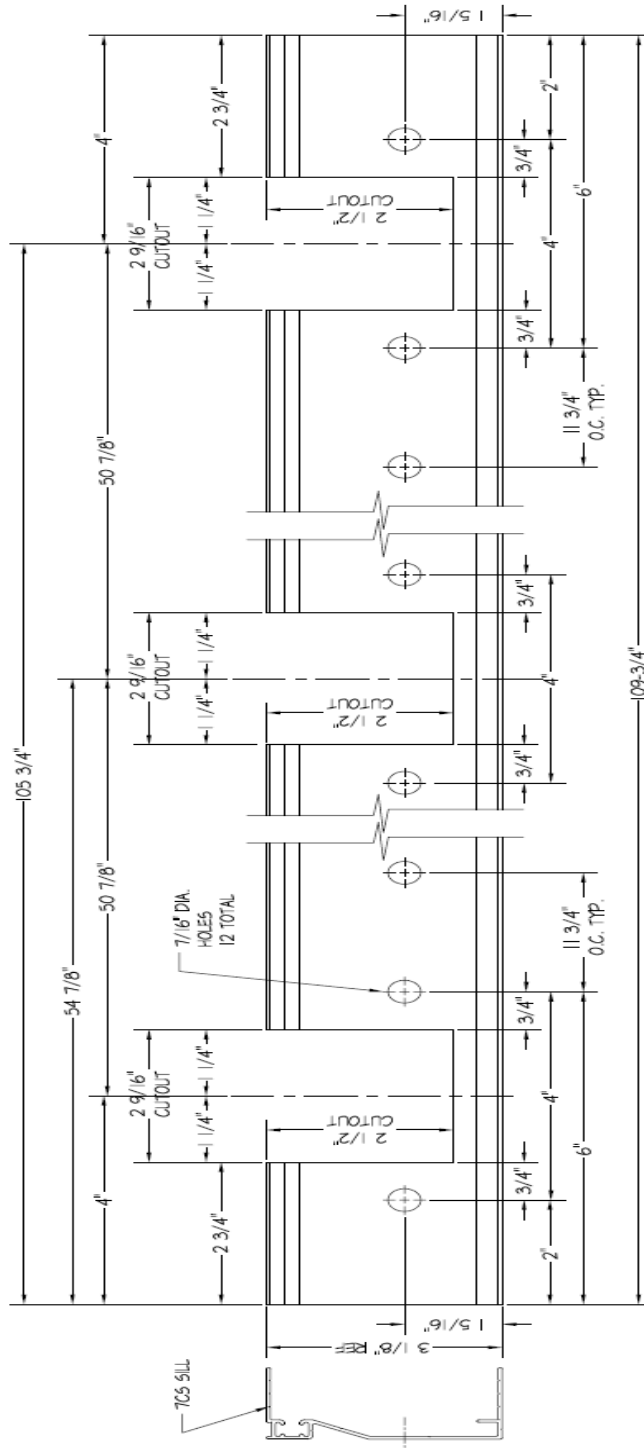 105 3/4"
54 7/8"
4"
50 7/8"
50 7/8"
4"
2 9/16"
CUTOUT
2 9/16"
CUTOUT
2 9/16"
CUTOUT
7CS SILL
7/16" DIA.
HOLES
12 TOTAL
2 3/4"
1 1/4"
1 1/4"
1 1/4"
1 1/4"
1 1/4"
1 1/4"
2 3/4"
3 1/8" REF
2 1/2"
CUTOUT
2 1/2"
CUTOUT
2 1/2"
CUTOUT
1 5/16"
1 5/16"
3/4"
3/4"
3/4"
3/4"
3/4"
3/4"
2"
4"
4"
4"
2"
11 3/4"
O.C. TYP.
11 3/4"
O.C. TYP.
6"
6"
109-3/4"